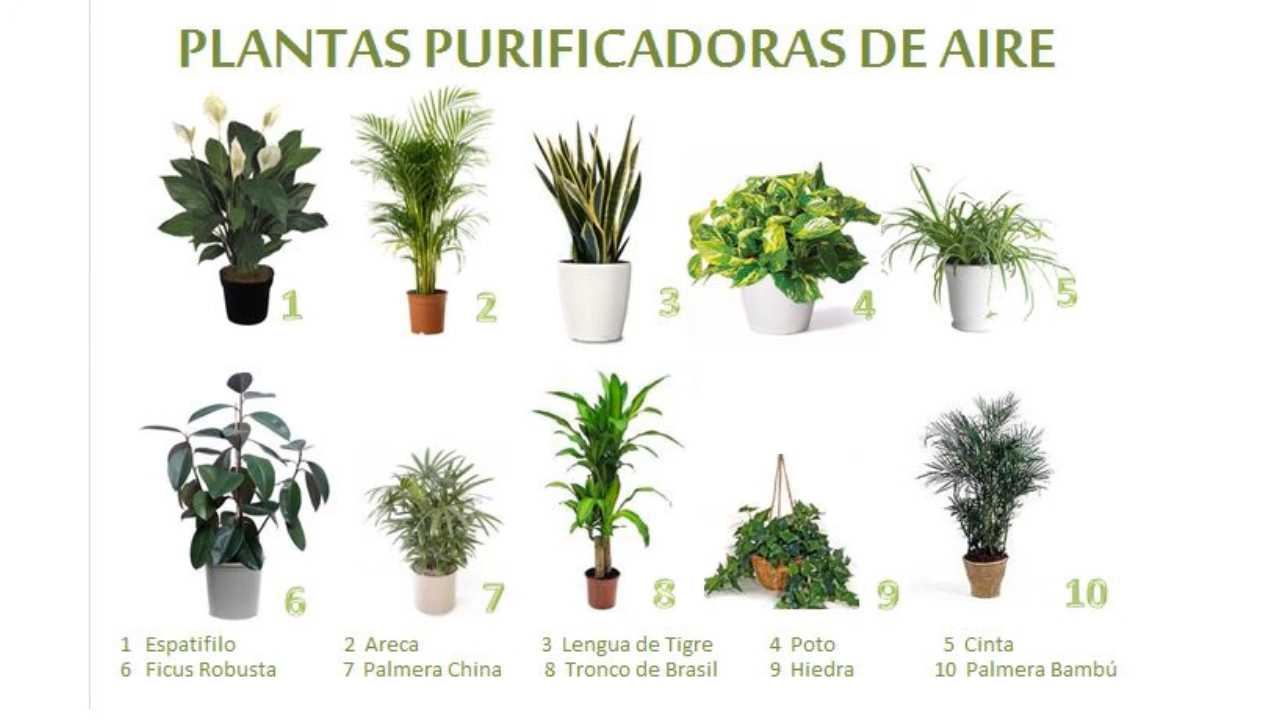 PLANTAS PURIFICADORAS DE AIRE
1 2 3 4 5
6 7 8 9 10
1 Espatifilo 2 Areca 3 Lengua de Tigre 4 Poto 5 Cinta
6 Ficus Robusta 7 Palmera China 8 Tronco de Brasil 9 Hiedra 10 Palmera Bambú